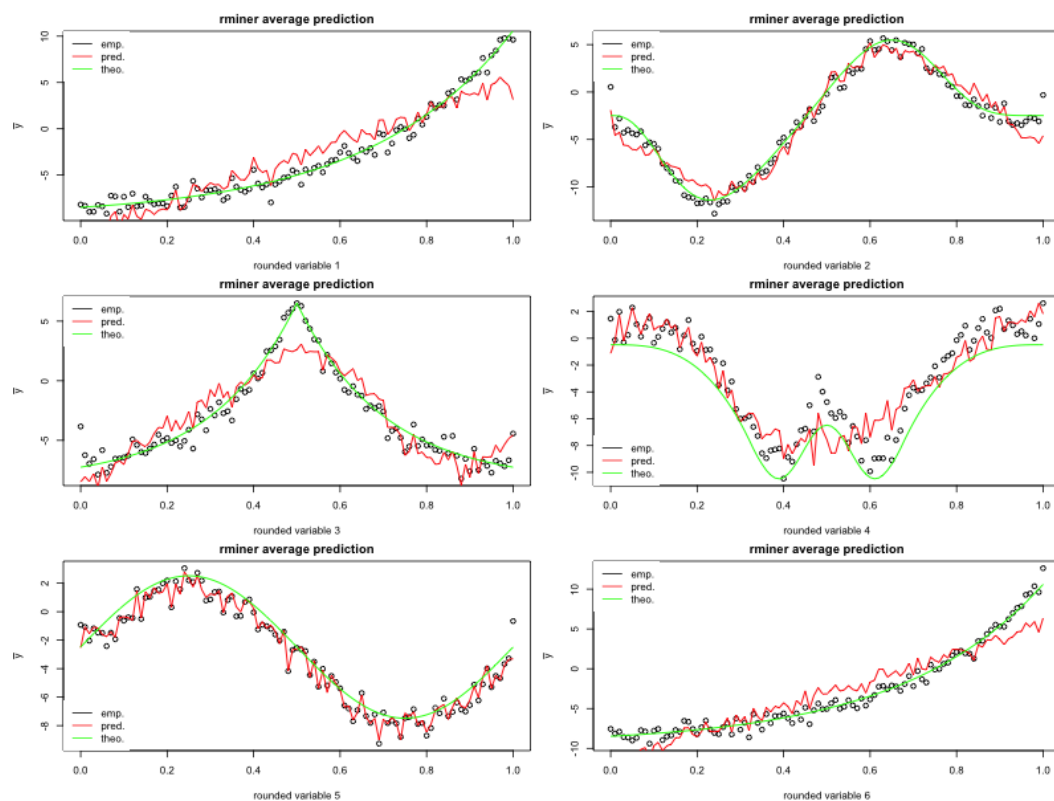 rminer average prediction
emp.
pred.
theo.
10
5
0
-5
y
0.0 0.2 0.4 0.6 0.8 1.0
rounded variable 1
rminer average prediction
emp.
pred.
theo.
5
0
-5
-10
y
0.0 0.2 0.4 0.6 0.8 1.0
rounded variable 2
rminer average prediction
emp.
pred.
theo.
5
0
-5
y
0.0 0.2 0.4 0.6 0.8 1.0
rounded variable 3
rminer average prediction
2
0
-2
-4
-6
-8
-10
y
emp.
pred.
theo.
0.0 0.2 0.4 0.6 0.8 1.0
rounded variable 4
rminer average prediction
2
0
-2
-4
-6
-8
y
emp.
pred.
theo.
0.0 0.2 0.4 0.6 0.8 1.0
rounded variable 5
rminer average prediction
emp.
pred.
theo.
10
5
0
-5
-10
y
0.0 0.2 0.4 0.6 0.8 1.0
rounded variable 6